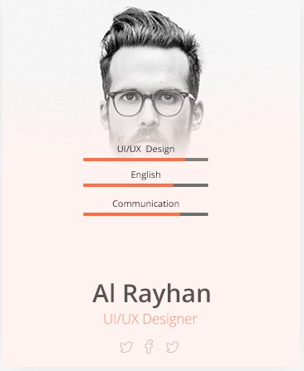 UI/UX Design
English
Communication
Al Rayhan
UI/UX Designer